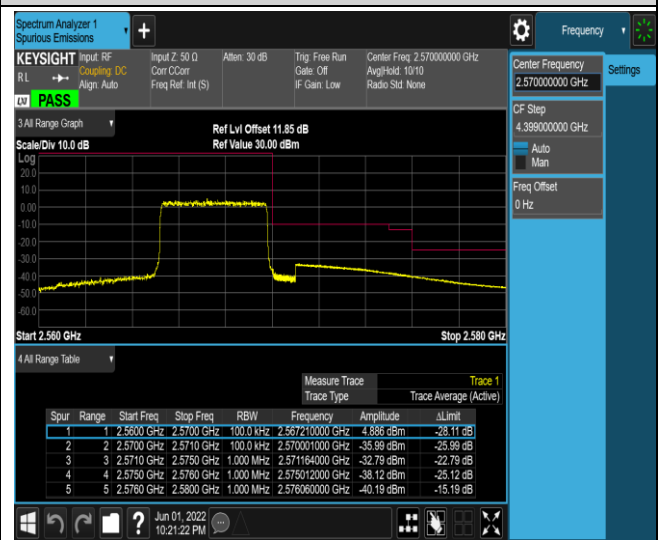 Spectrum Analyzer 1
Spurious Emissions
+
Frequency
KEYSIGHT
RL
LXI PASS
Input: RF
Coupling: DC
Align: Auto
Input Z: 50 Ω
Corr CCorr
Freq Ref: Int (S)
Atten: 30 dB
Trig: Free Run
Gate: Off
IF Gain: Low
Center Freq: 2.570000000 GHz
Avg|Hold: 10/10
Radio Std: None
Center Frequency
2.570000000 GHz
Settings
CF Step
4.399000000 GHz
Auto
Man
Freq Offset
0 Hz
3 All Range Graph
Scale/Div 10.0 dB
Ref Lvl Offset 11.85 dB
Ref Value 30.00 dBm
Log
20.0
10.0
0.00
-10.0
-20.0
-30.0
-40.0
-50.0
-60.0
Start 2.560 GHz
Stop 2.580 GHz
4 All Range Table
Measure Trace Trace 1
Trace Type Trace Average (Active)
Spur Range Start Freq Stop Freq RBW Frequency Amplitude ΔLimit
1 1 2.5600 GHz 2.5700 GHz 100.0 kHz 2.567210000 GHz 4.886 dBm -28.11 dB
2 2 2.5700 GHz 2.5710 GHz 100.0 kHz 2.570001000 GHz -35.99 dBm -25.99 dB
3 3 2.5710 GHz 2.5750 GHz 1.000 MHz 2.571164000 GHz -32.79 dBm -22.79 dB
4 4 2.5750 GHz 2.5760 GHz 1.000 MHz 2.575012000 GHz -38.12 dBm -25.12 dB
5 5 2.5760 GHz 2.5800 GHz 1.000 MHz 2.576060000 GHz -40.19 dBm -15.19 dB
?
Jun 01, 2022
10:21:22 PM